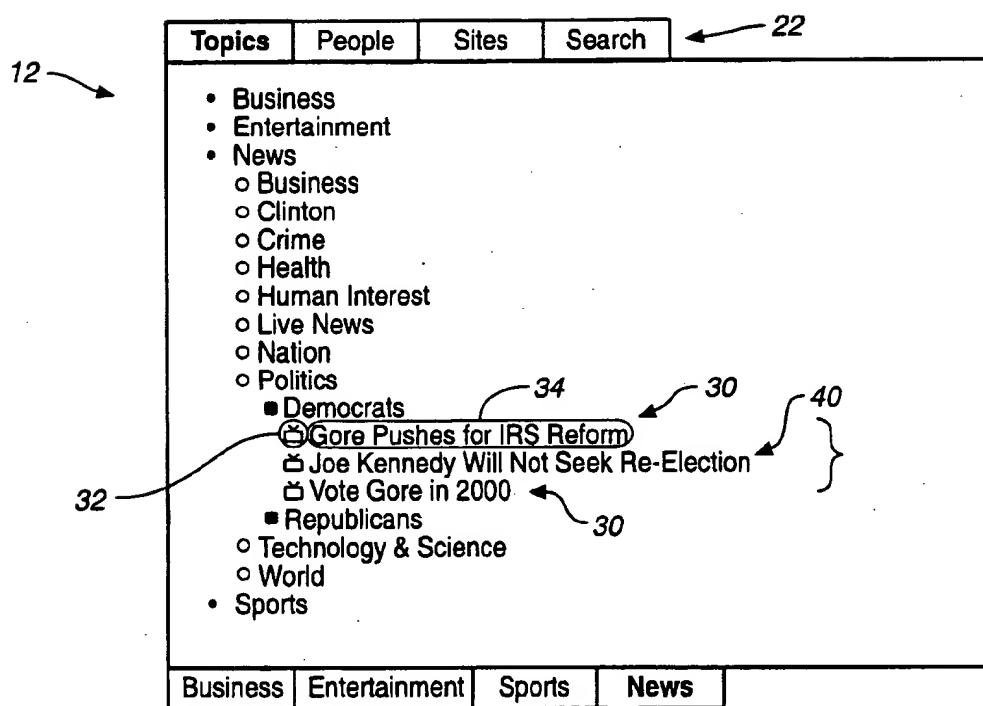 Topics People Sites Search 22
12
• Business
• Entertainment
• News
○ Business
○ Clinton
○ Crime
○ Health
○ Human Interest
○ Live News
○ Nation
○ Politics
34 30 40
■ Democrats
Gore Pushes for IRS Reform
Joe Kennedy Will Not Seek Re-Election
32
Vote Gore in 2000
30
■ Republicans
○ Technology & Science
○ World
• Sports
Business Entertainment Sports News